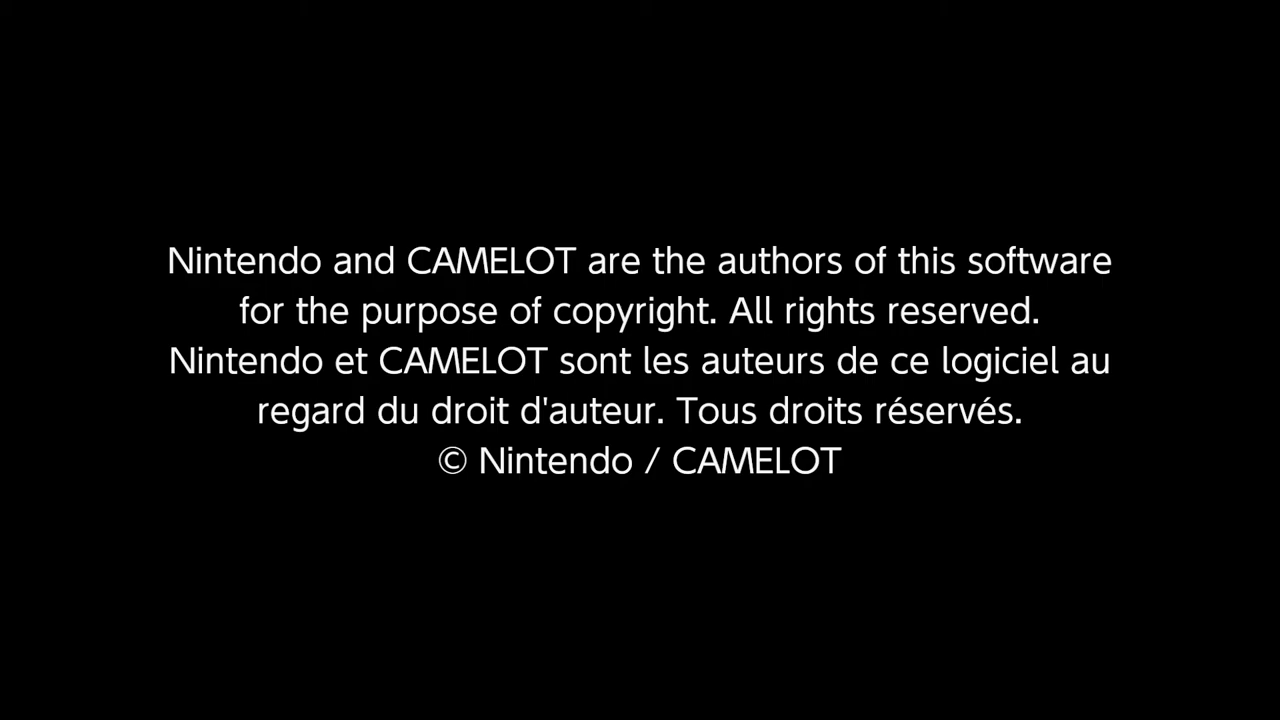 Nintendo and CAMELOT are the authors of this software
for the purpose of copyright. All rights reserved.
Nintendo et CAMELOT sont les auteurs de ce logiciel au
regard du droit d'auteur. Tous droits réservés.
© Nintendo / CAMELOT